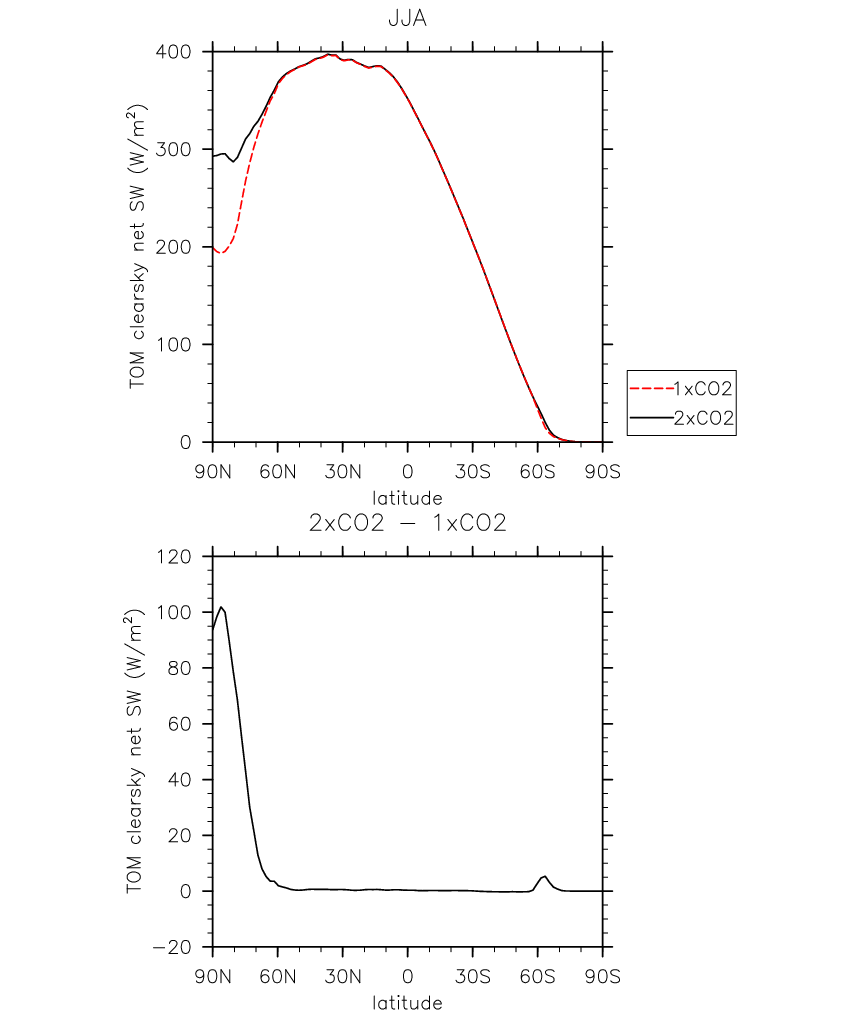 JJA
TOM clearsky net SW (W/m²)
400
300
200
100
0
90N 60N 30N 0 30S 60S 90S
latitude
1xCO2
2xCO2
2xCO2 − 1xCO2
TOM clearsky net SW (W/m²)
120
100
80
60
40
20
0
−20
90N 60N 30N 0 30S 60S 90S
latitude